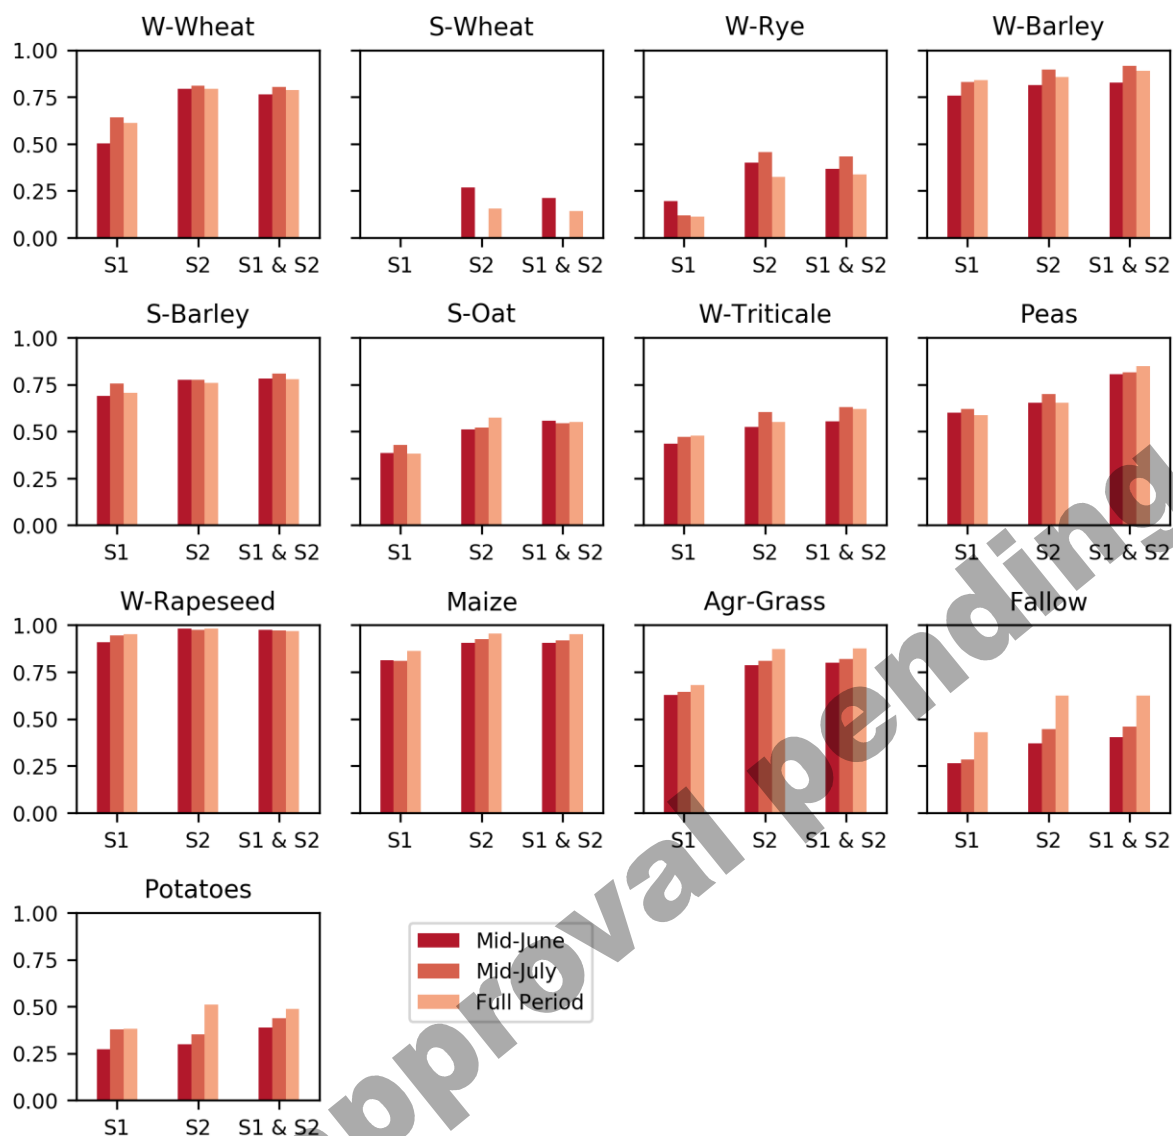 W-Wheat S-Wheat W-Rye W-Barley
1.00
0.75
0.50
0.25
0.00
S1 S2 S1 & S2 S1 S2 S1 & S2 S1 S2 S1 & S2 S1 S2 S1 & S2
S-Barley S-Oat W-Triticale Peas
1.00
0.75
0.50
0.25
0.00
S1 S2 S1 & S2 S1 S2 S1 & S2 S1 S2 S1 & S2 S1 S2 S1 & S2
W-Rapeseed Maize Agr-Grass Fallow
1.00
0.75
0.50
0.25
0.00
S1 S2 S1 & S2 S1 S2 S1 & S2 S1 S2 S1 & S2 S1 S2 S1 & S2
Potatoes
1.00
0.75
0.50
0.25
0.00
S1 S2 S1 & S2
Mid-June
Mid-July
Full Period
approval pending